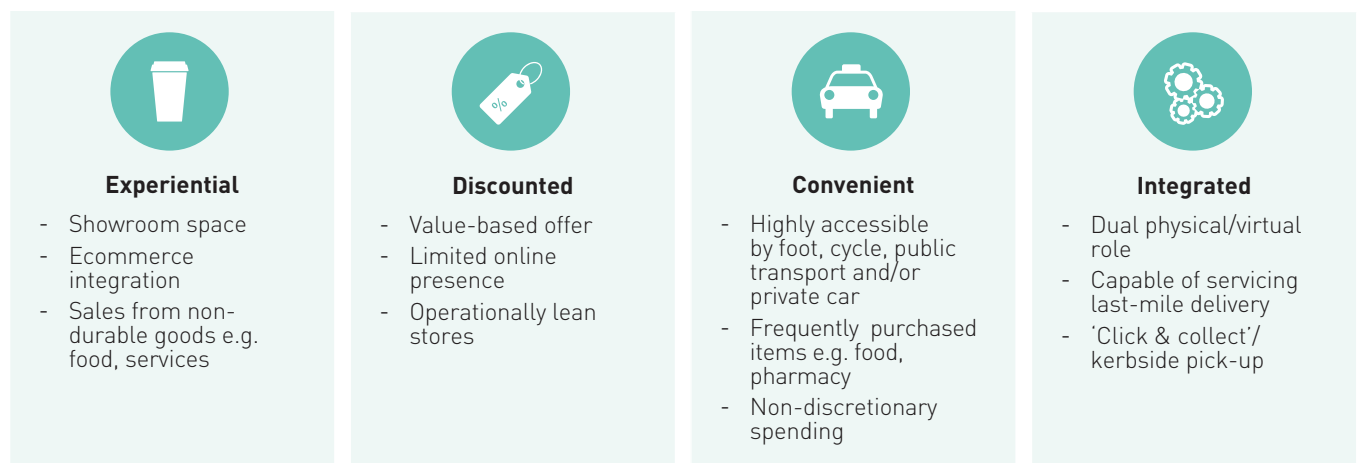 %
Experiential
- Showroom space
- Ecommerce
integration
- Sales from non-
durable goods e.g.
food, services
Discounted
- Value-based offer
- Limited online
presence
- Operationally lean
stores
Convenient
- Highly accessible
by foot, cycle, public
transport and/or
private car
- Frequently purchased
items e.g. food,
pharmacy
- Non-discretionary
spending
Integrated
- Dual physical/virtual
role
- Capable of servicing
last-mile delivery
- ‘Click & collect’/
kerbside pick-up